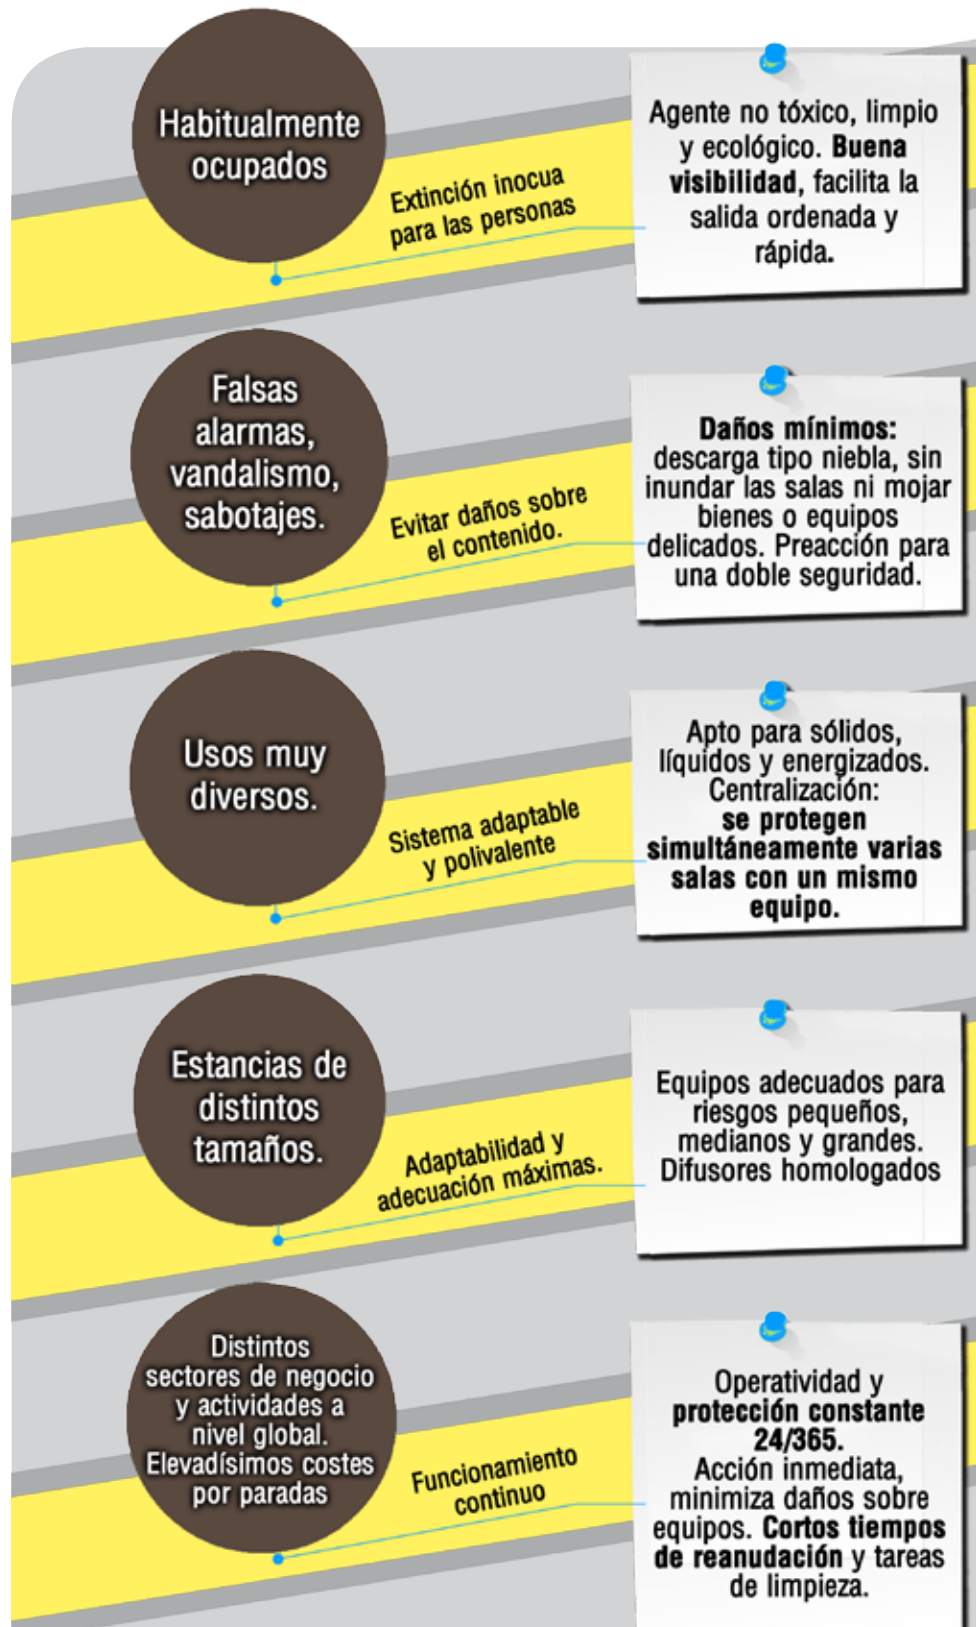 Habitualmente
ocupados
Extinción inocua
para las personas
Agente no tóxico, limpio
y ecológico. Buena
visibilidad, facilita la
salida ordenada y
rápida.
Falsas
alarmas,
vandalismo,
sabotajes.
Evitar daños sobre
el contenido.
Daños mínimos:
descarga tipo niebla, sin
inundar las salas ni mojar
bienes o equipos
delicados. Preacción para
una doble seguridad.
Usos muy
diversos.
Sistema adaptable
y polivalente
Apto para sólidos,
líquidos y energizados.
Centralización:
se protegen
simultáneamente varias
salas con un mismo
equipo.
Estancias de
distintos
tamaños.
Adaptabilidad y
adecuación máximas.
Equipos adecuados para
riesgos pequeños,
medianos y grandes.
Difusores homologados
Distintos
sectores de negocio
y actividades a
nivel global.
Elevadísimos costes
por paradas
Funcionamiento
continuo
Operatividad y
protección constante
24/365.
Acción inmediata,
minimiza daños sobre
equipos. Cortos tiempos
de reanudación y tareas
de limpieza.